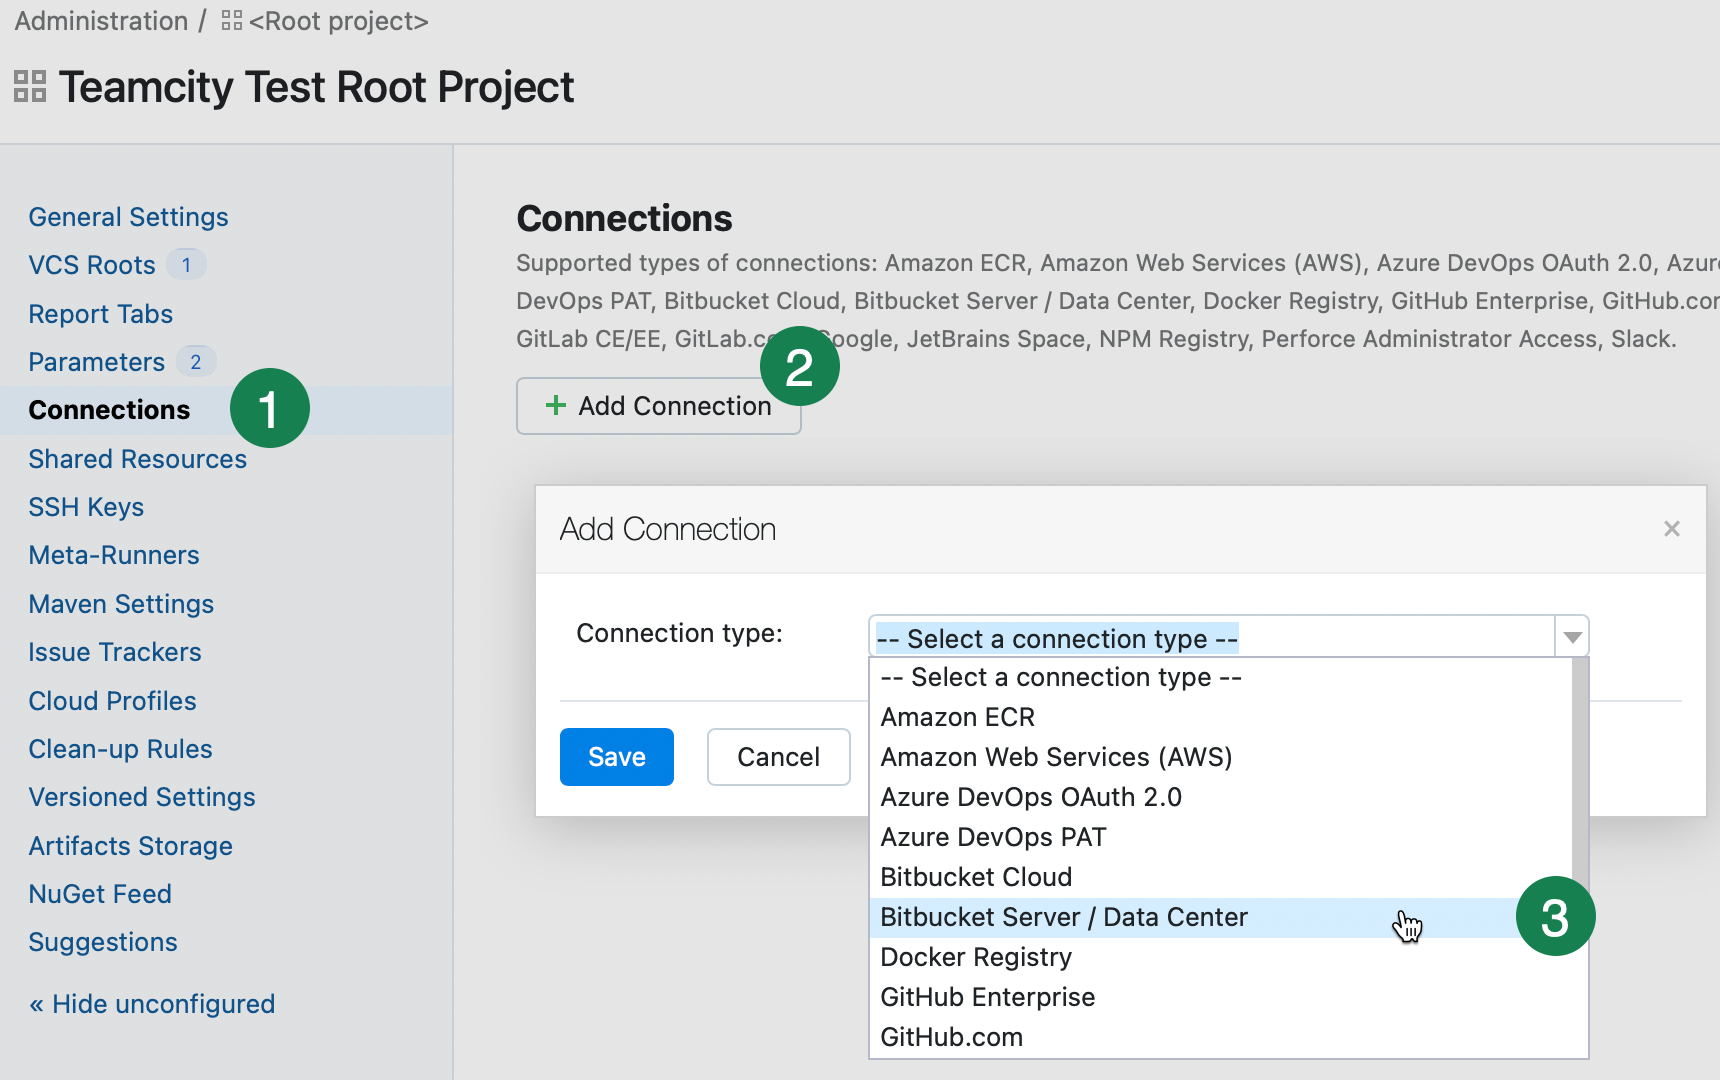 Administration / <Root project>
Teamcity Test Root Project
General Settings
VCS Roots 1
Report Tabs
Parameters 2
Connections 1
Shared Resources
SSH Keys
Meta-Runners
Maven Settings
Issue Trackers
Cloud Profiles
Clean-up Rules
Versioned Settings
Artifacts Storage
NuGet Feed
Suggestions
« Hide unconfigured
Connections
Supported types of connections: Amazon ECR, Amazon Web Services (AWS), Azure DevOps OAuth 2.0, Azure
DevOps PAT, Bitbucket Cloud, Bitbucket Server / Data Center, Docker Registry, GitHub Enterprise, GitHub.com
GitLab CE/EE, GitLab.co oogle, JetBrains Space, NPM Registry, Perforce Administrator Access, Slack.
2
+ Add Connection
Add Connection ×
Connection type: -- Select a connection type --
-- Select a connection type --
Amazon ECR
Amazon Web Services (AWS)
Azure DevOps OAuth 2.0
Azure DevOps PAT
Bitbucket Cloud
Bitbucket Server / Data Center 3
Docker Registry
GitHub Enterprise
GitHub.com
Save Cancel